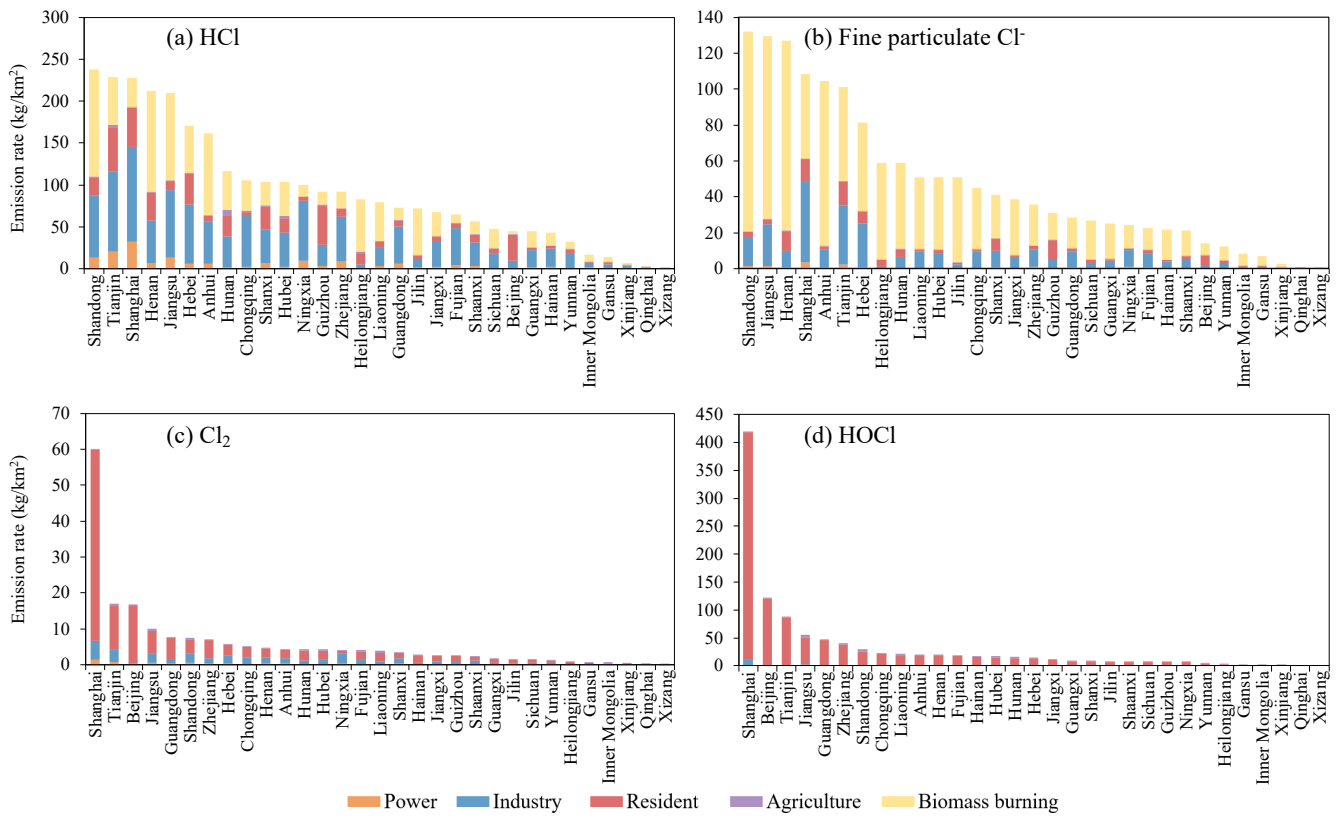 (a) HCl
Emission rate (kg/km²)
300
250
200
150
100
50
0
Shandong
Tianjin
Shanghai
Henan
Jiangsu
Hebei
Anhui
Hunan
Chongqing
Shanxi
Hubei
Ningxia
Guizhou
Zhejiang
Heilongjiang
Liaoning
Guangdong
Jilin
Jiangxi
Fujian
Shaanxi
Sichuan
Beijing
Guangxi
Hainan
Yunnan
Inner Mongolia
Gansu
Xinjiang
Qinghai
Xizang
(b) Fine particulate Cl⁻
140
120
100
80
60
40
20
0
Shandong
Jiangsu
Henan
Shanghai
Anhui
Tianjin
Hebei
Heilongjiang
Hunan
Liaoning
Hubei
Jilin
Chongqing
Shanxi
Jiangxi
Zhejiang
Guizhou
Guangdong
Sichuan
Guangxi
Ningxia
Fujian
Hainan
Shaanxi
Beijing
Yunnan
Inner Mongolia
Gansu
Xinjiang
Qinghai
Xizang
(c) Cl₂
Emission rate (kg/km²)
70
60
50
40
30
20
10
0
Shanghai
Tianjin
Beijing
Jiangsu
Guangdong
Shandong
Zhejiang
Hebei
Chongqing
Henan
Anhui
Hunan
Hubei
Ningxia
Fujian
Liaoning
Shanxi
Hainan
Jiangxi
Guizhou
Shaanxi
Guangxi
Jilin
Sichuan
Yunnan
Heilongjiang
Gansu
Inner Mongolia
Xinjiang
Qinghai
Xizang
(d) HOCl
450
400
350
300
250
200
150
100
50
0
Shanghai
Beijing
Tianjin
Jiangsu
Guangdong
Zhejiang
Shandong
Chongqing
Liaoning
Anhui
Henan
Fujian
Hainan
Hubei
Hunan
Hebei
Jiangxi
Guangxi
Shanxi
Jilin
Shaanxi
Sichuan
Guizhou
Ningxia
Yunnan
Heilongjiang
Gansu
Inner Mongolia
Xinjiang
Qinghai
Xizang
Power
Industry
Resident
Agriculture
Biomass burning